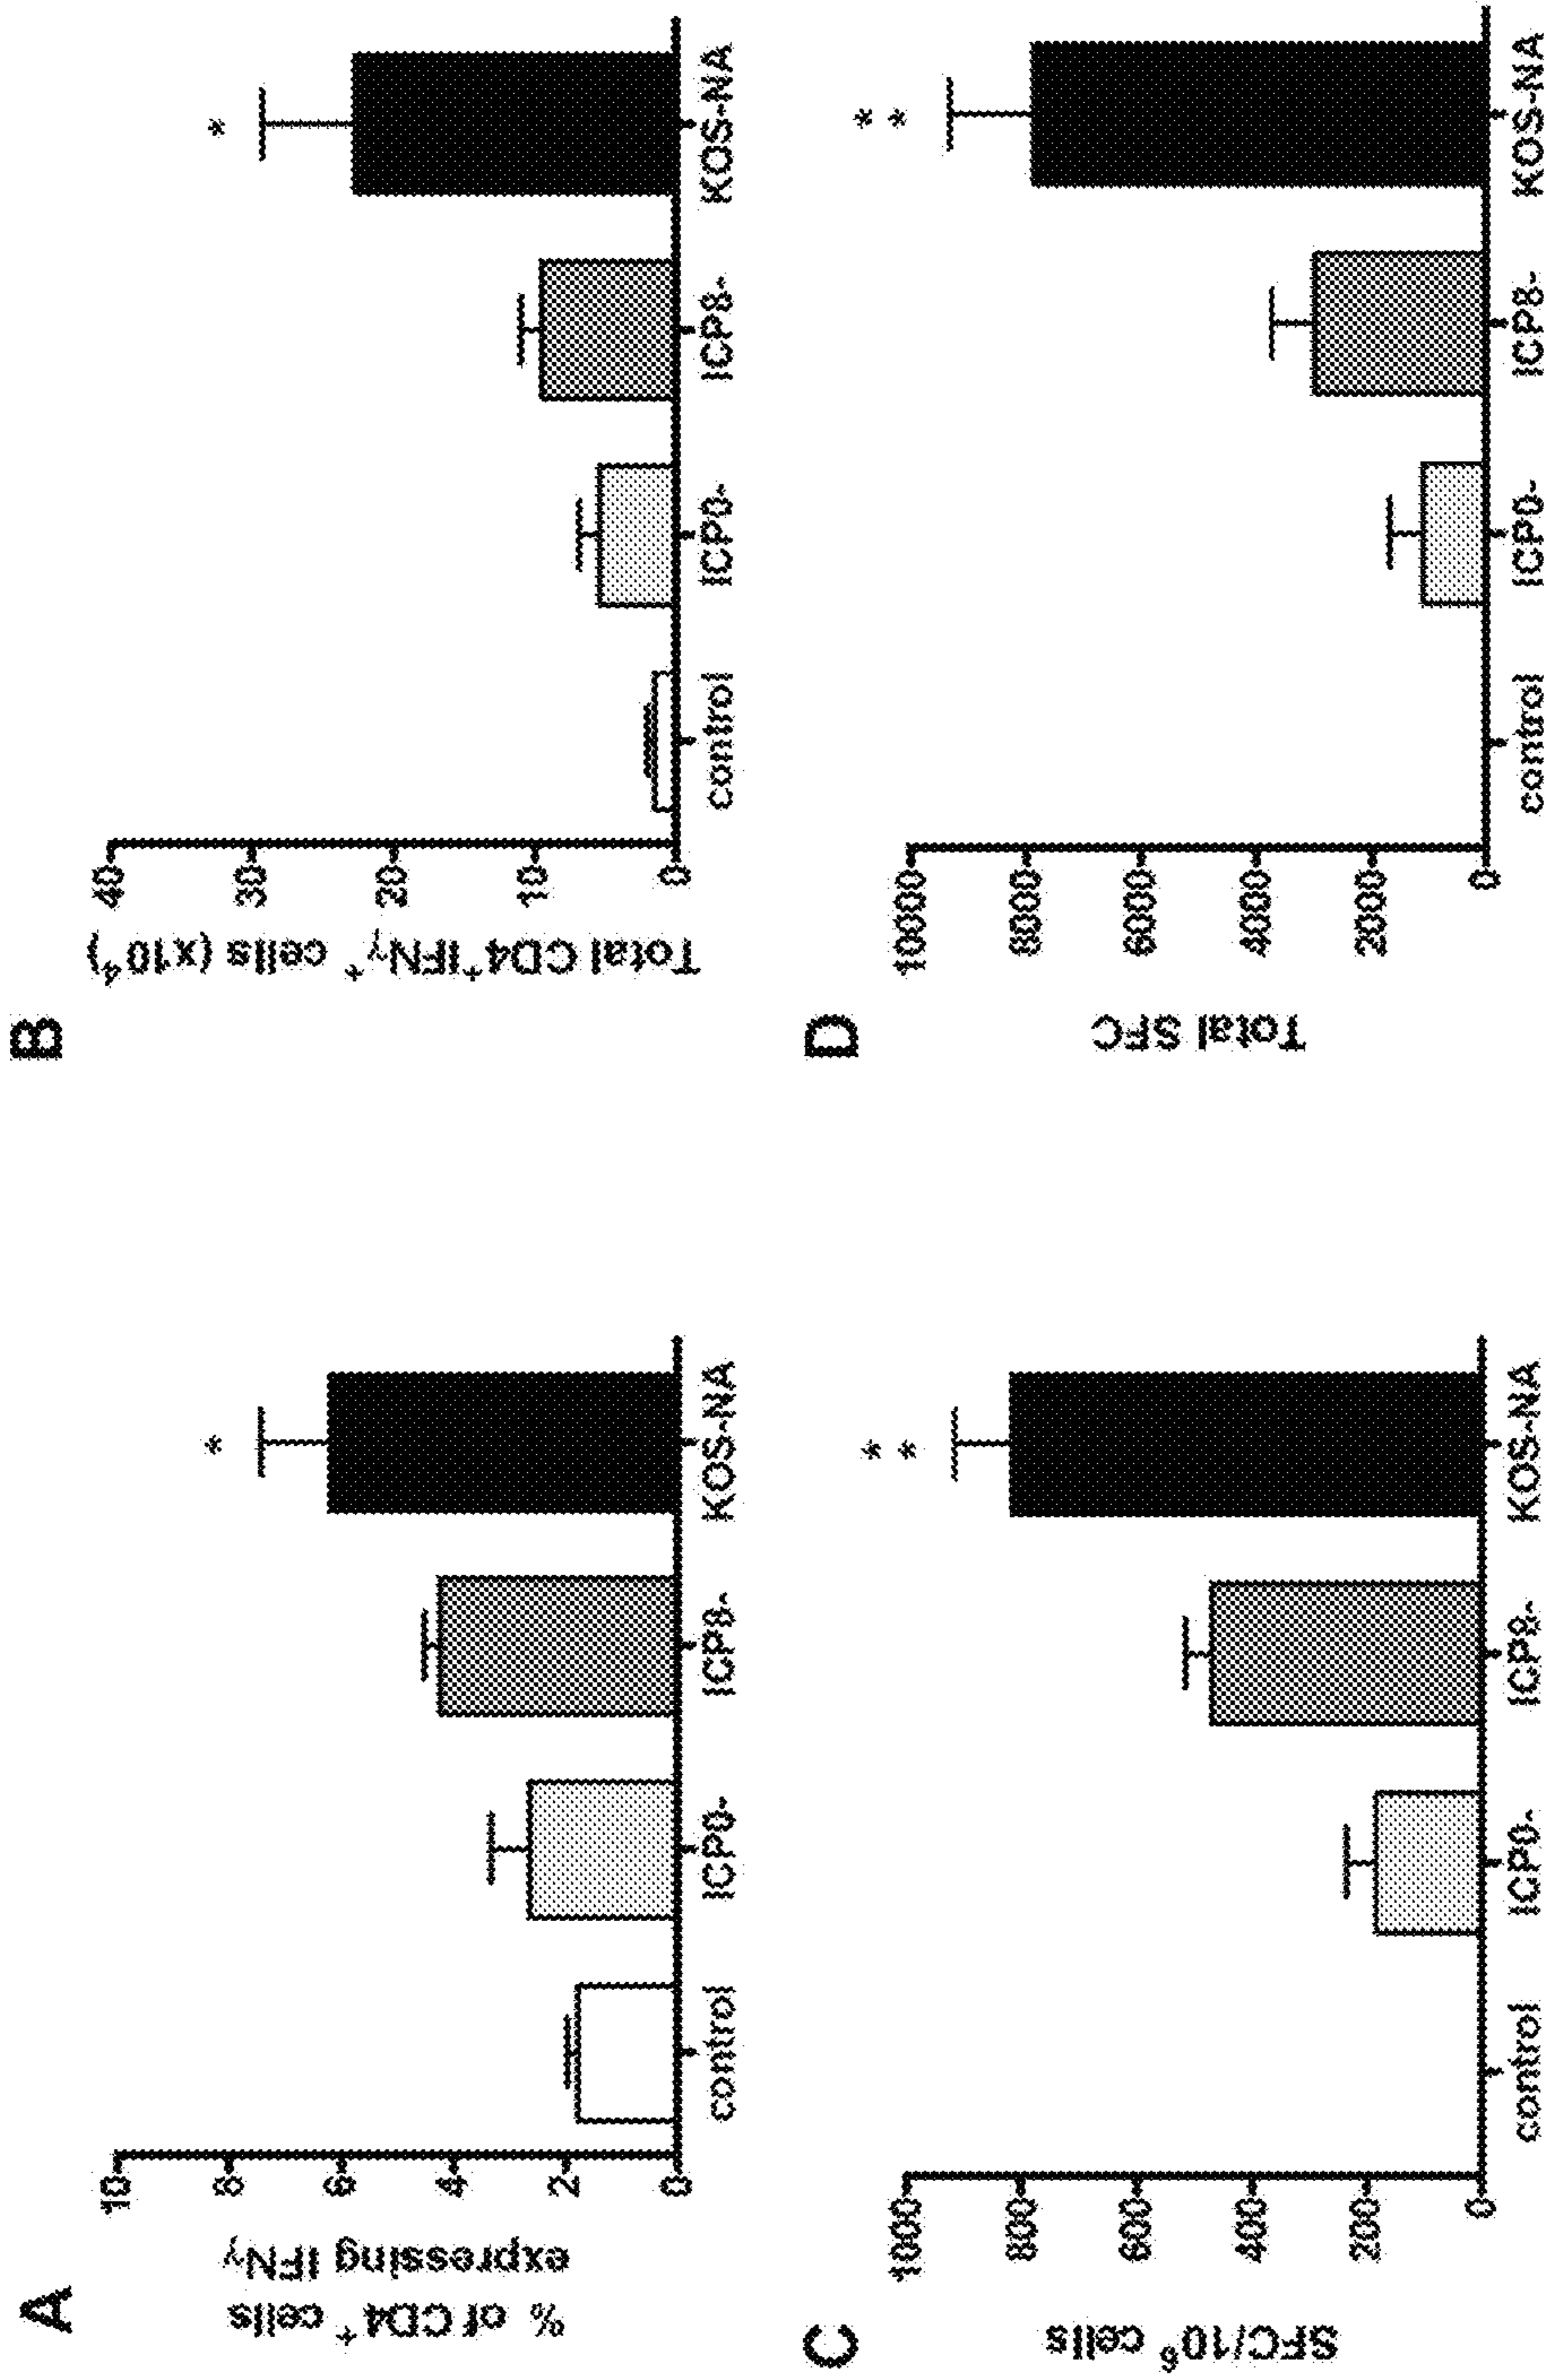 A
% of CD4+ cells
expressing IFNγ
10
8
6
4
2
0
*
control
ICP0-
ICP8-
KOS-NA
B
Total CD4+IFNγ+ cells (x10⁴)
40
30
20
10
0
*
control
ICP0-
ICP8-
KOS-NA
C
SFC/10⁶ cells
1000
800
600
400
200
0
**
control
ICP0-
ICP8-
KOS-NA
D
Total SFC
10000
8000
6000
4000
2000
0
**
control
ICP0-
ICP8-
KOS-NA